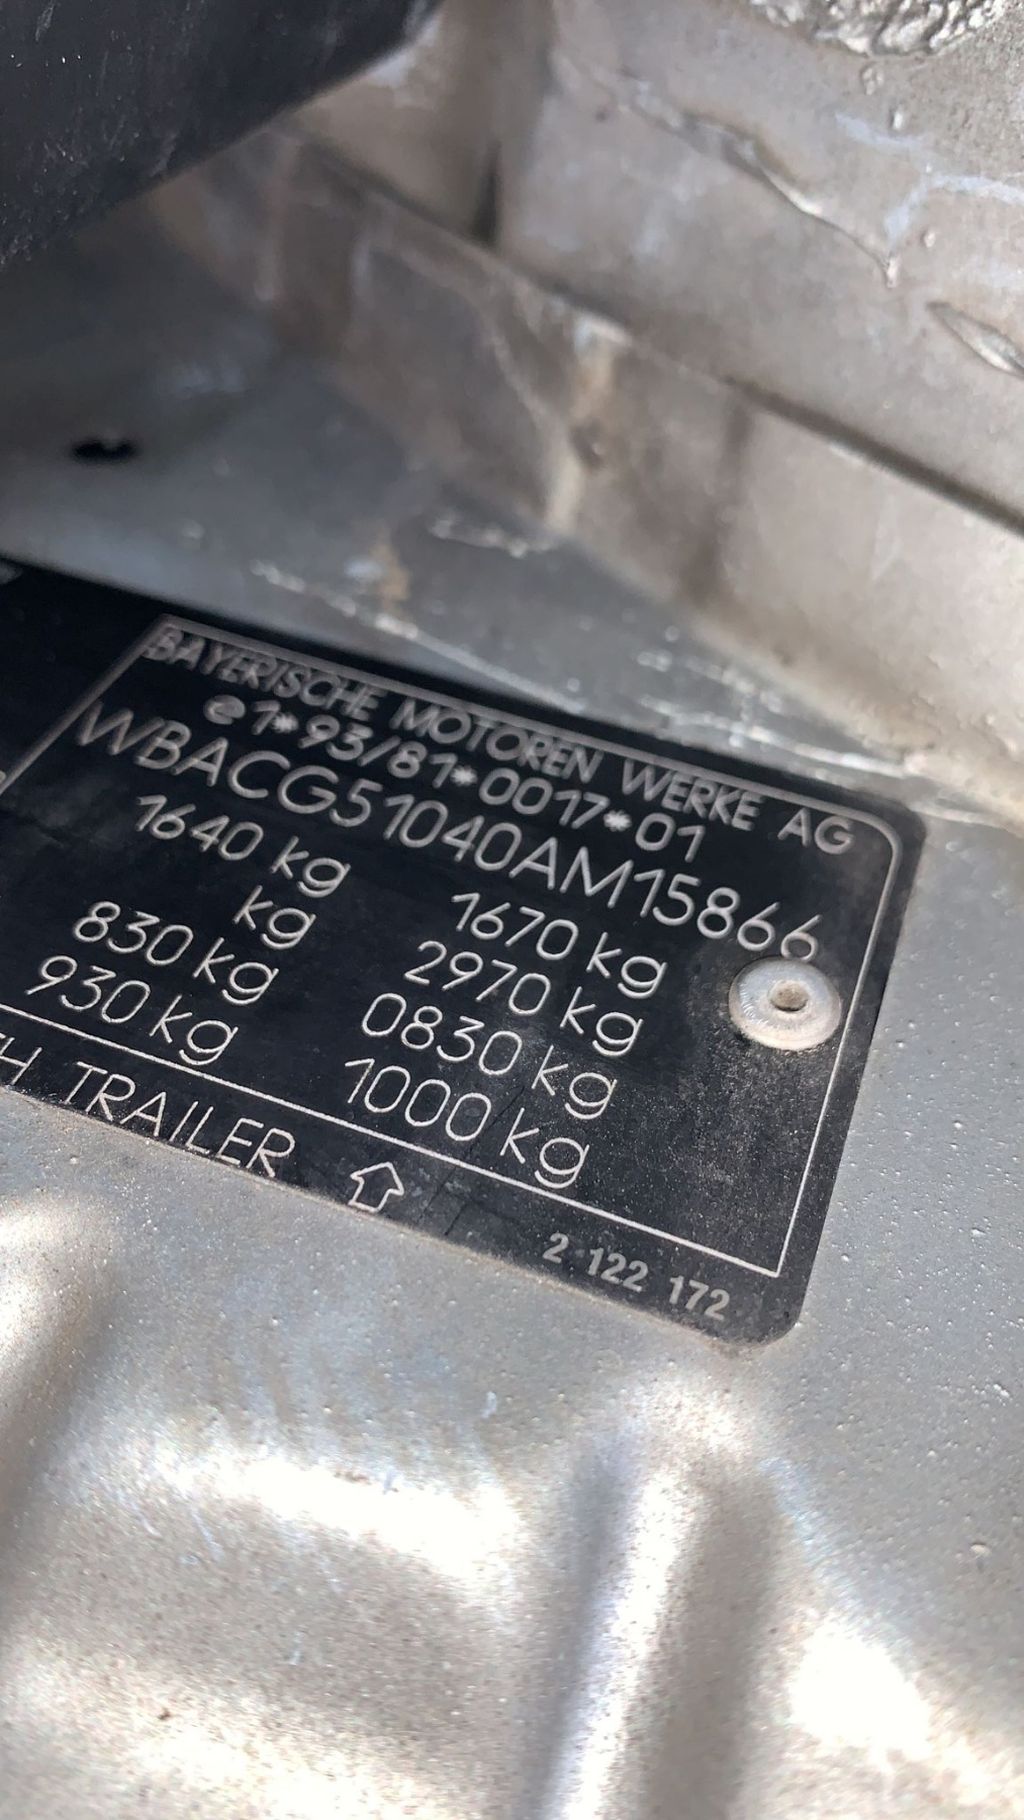 BAYERISCHE MOTOREN WERKE AG
e1*93/81*0017*01
WBACG51040AM15866
1640 kg 1670 kg
kg 2970 kg
830 kg 0830 kg
930 kg 1000 kg
TRAILER
2 122 172